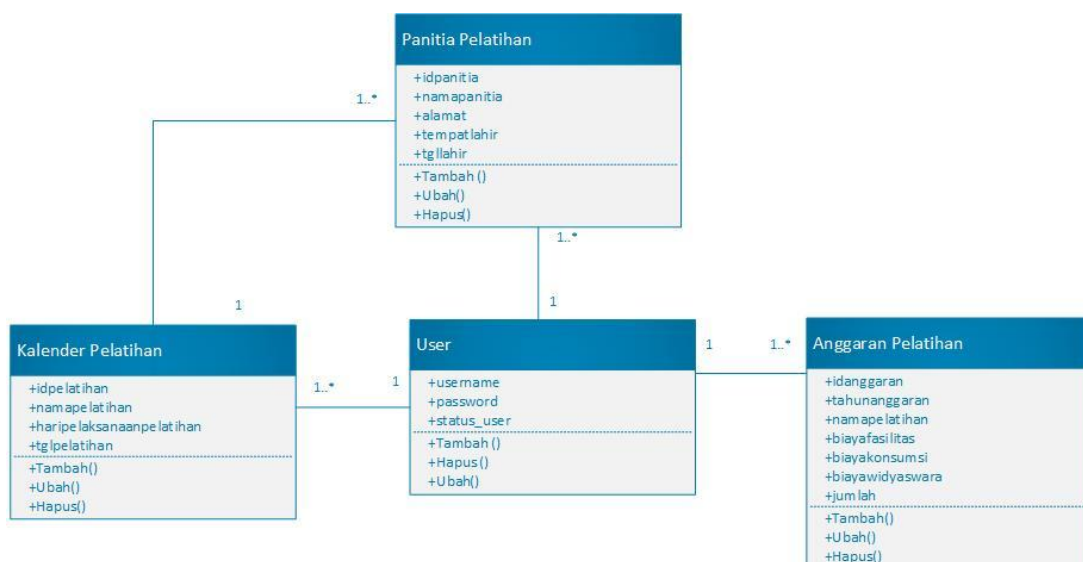 Panitia Pelatihan
+idpanitia
+namapanitia
+alamat
+tempatlahir
+tgllahir
+Tambah ()
+Ubah()
+Hapus()
1..*
1..*
1
1
Kalender Pelatihan
+idpelatihan
+namapelatihan
+haripelaksanaanpelatihan
+tglpelatihan
+Tambah()
+Ubah()
+Hapus()
1..*
1
User
+username
+password
+status_user
+Tambah ()
+Hapus()
+Ubah()
1
1..*
Anggaran Pelatihan
+idanggaran
+tahunanggaran
+namapelatihan
+biayafasilitas
+biayakonsumsi
+biayawidyaswara
+jumlah
+Tambah()
+Ubah()
+Hapus()